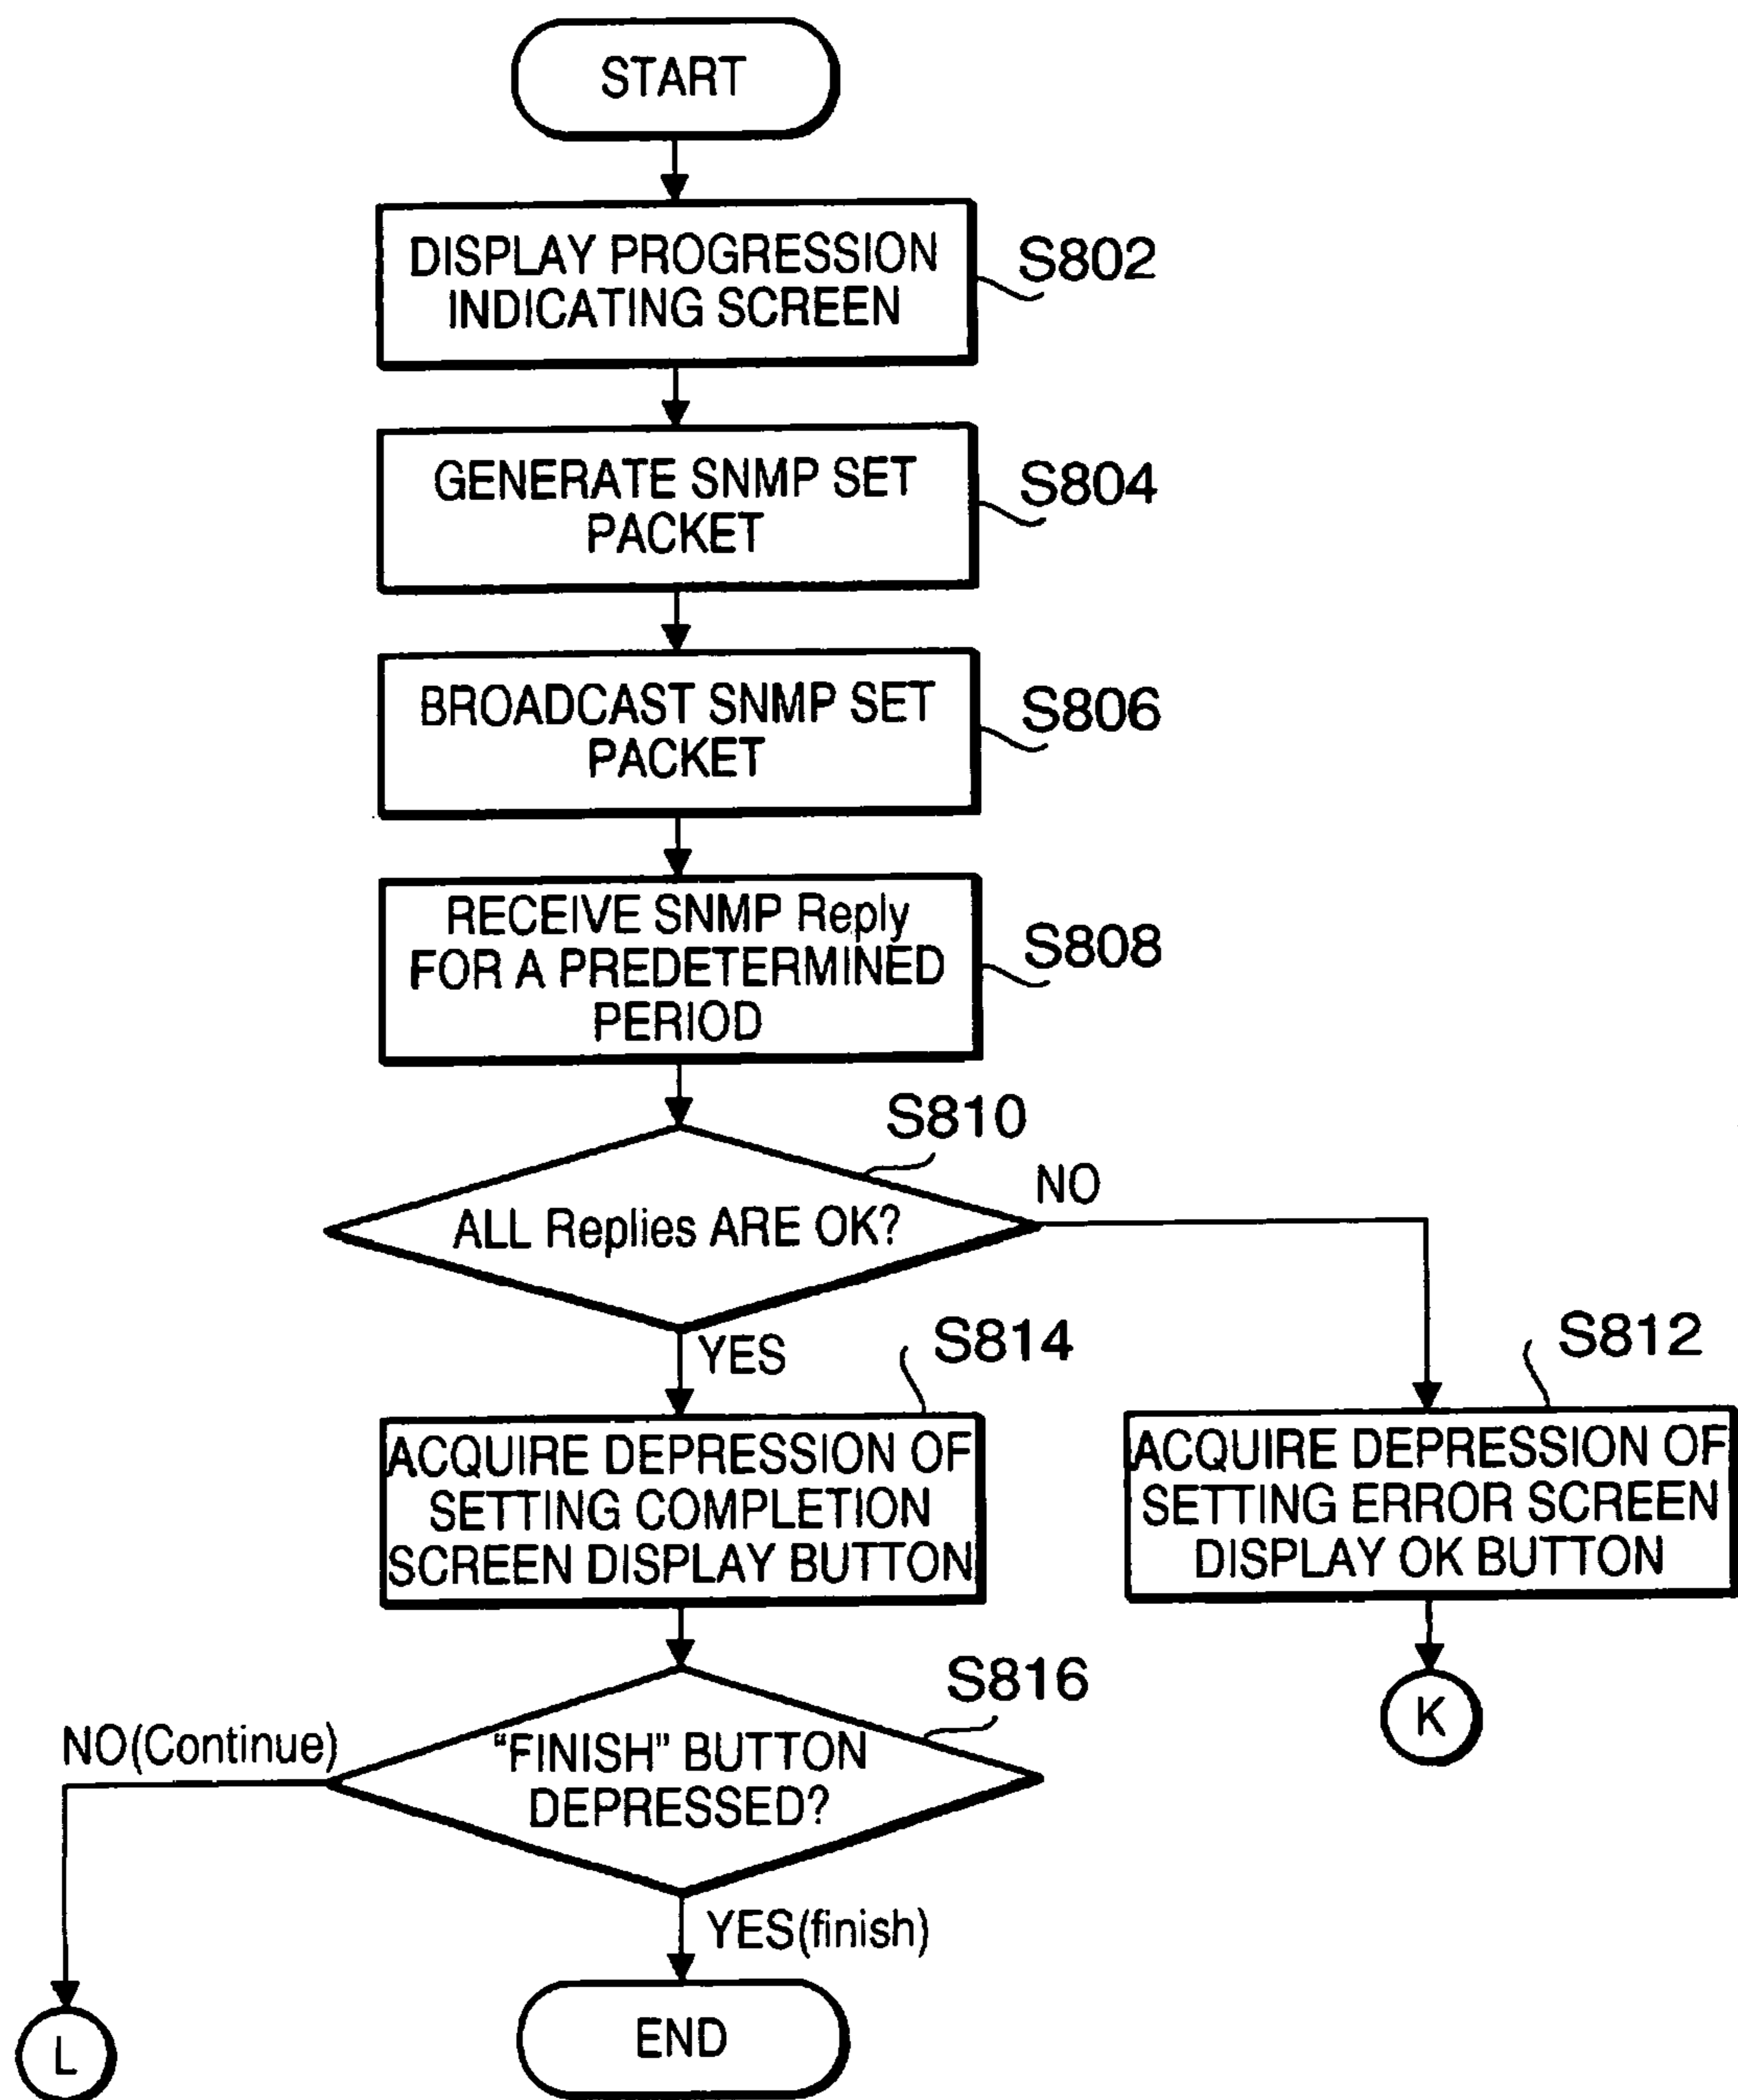 START
DISPLAY PROGRESSION
INDICATING SCREEN
S802
GENERATE SNMP SET
PACKET
S804
BROADCAST SNMP SET
PACKET
S806
RECEIVE SNMP Reply
FOR A PREDETERMINED
PERIOD
S808
S810
ALL Replies ARE OK?
NO
YES
S814
S812
ACQUIRE DEPRESSION OF
SETTING COMPLETION
SCREEN DISPLAY BUTTON
ACQUIRE DEPRESSION OF
SETTING ERROR SCREEN
DISPLAY OK BUTTON
S816
K
NO(Continue)
"FINISH" BUTTON
DEPRESSED?
YES(finish)
L
END